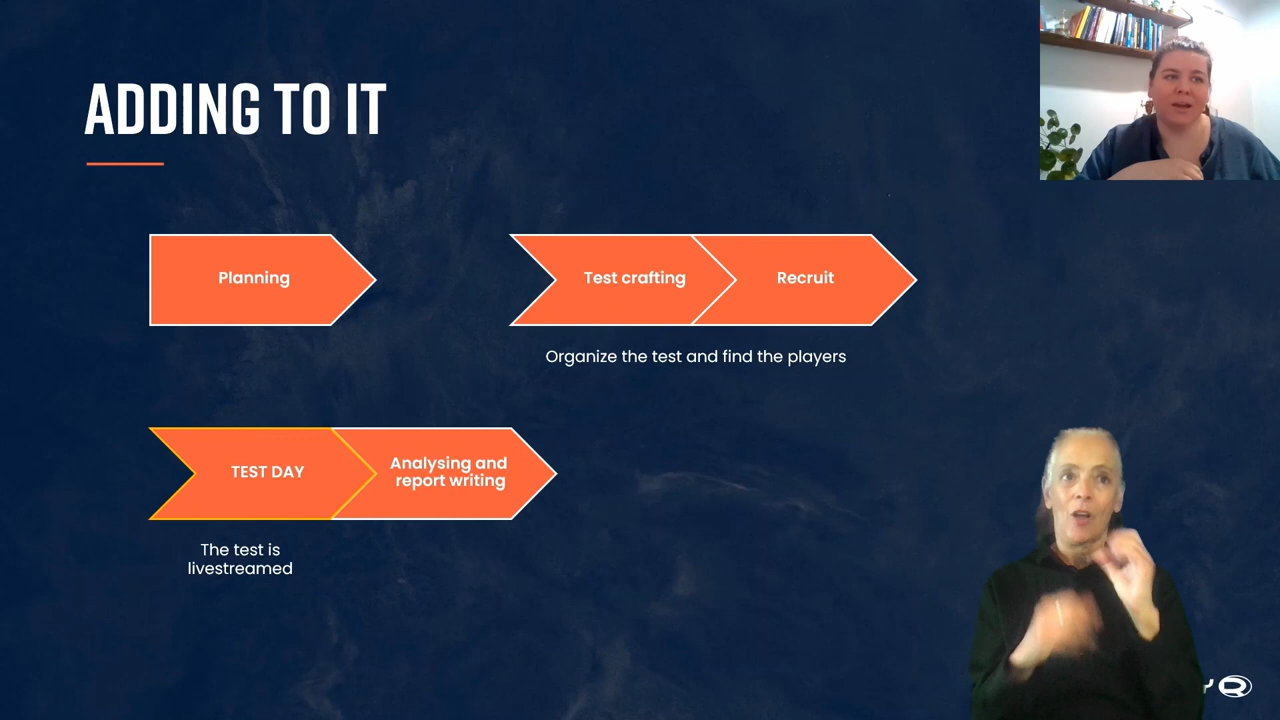 ADDING TO IT
Planning
Test crafting
Recruit
Organize the test and find the players
TEST DAY
Analysing and
report writing
The test is
livestreamed